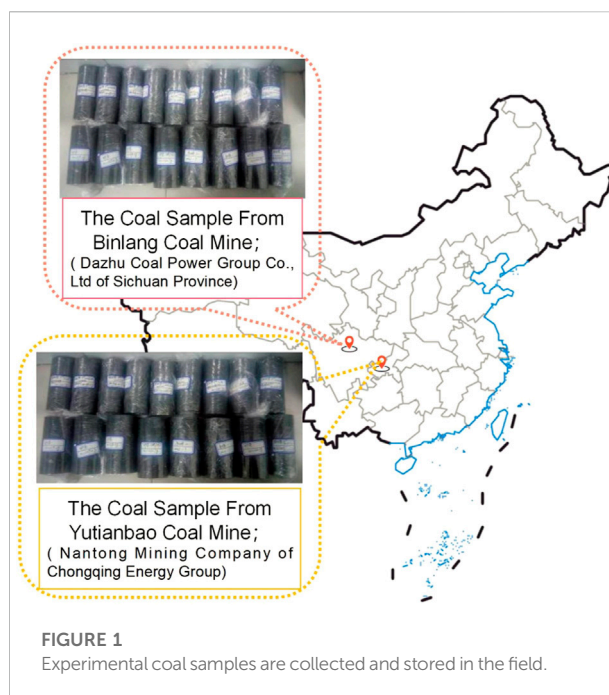 The Coal Sample From
Binlang Coal Mine;
( Dazhu Coal Power Group Co.,
Ltd of Sichuan Province)
The Coal Sample From
Yutianbao Coal Mine;
( Nantong Mining Company of
Chongqing Energy Group)
FIGURE 1
Experimental coal samples are collected and stored in the field.